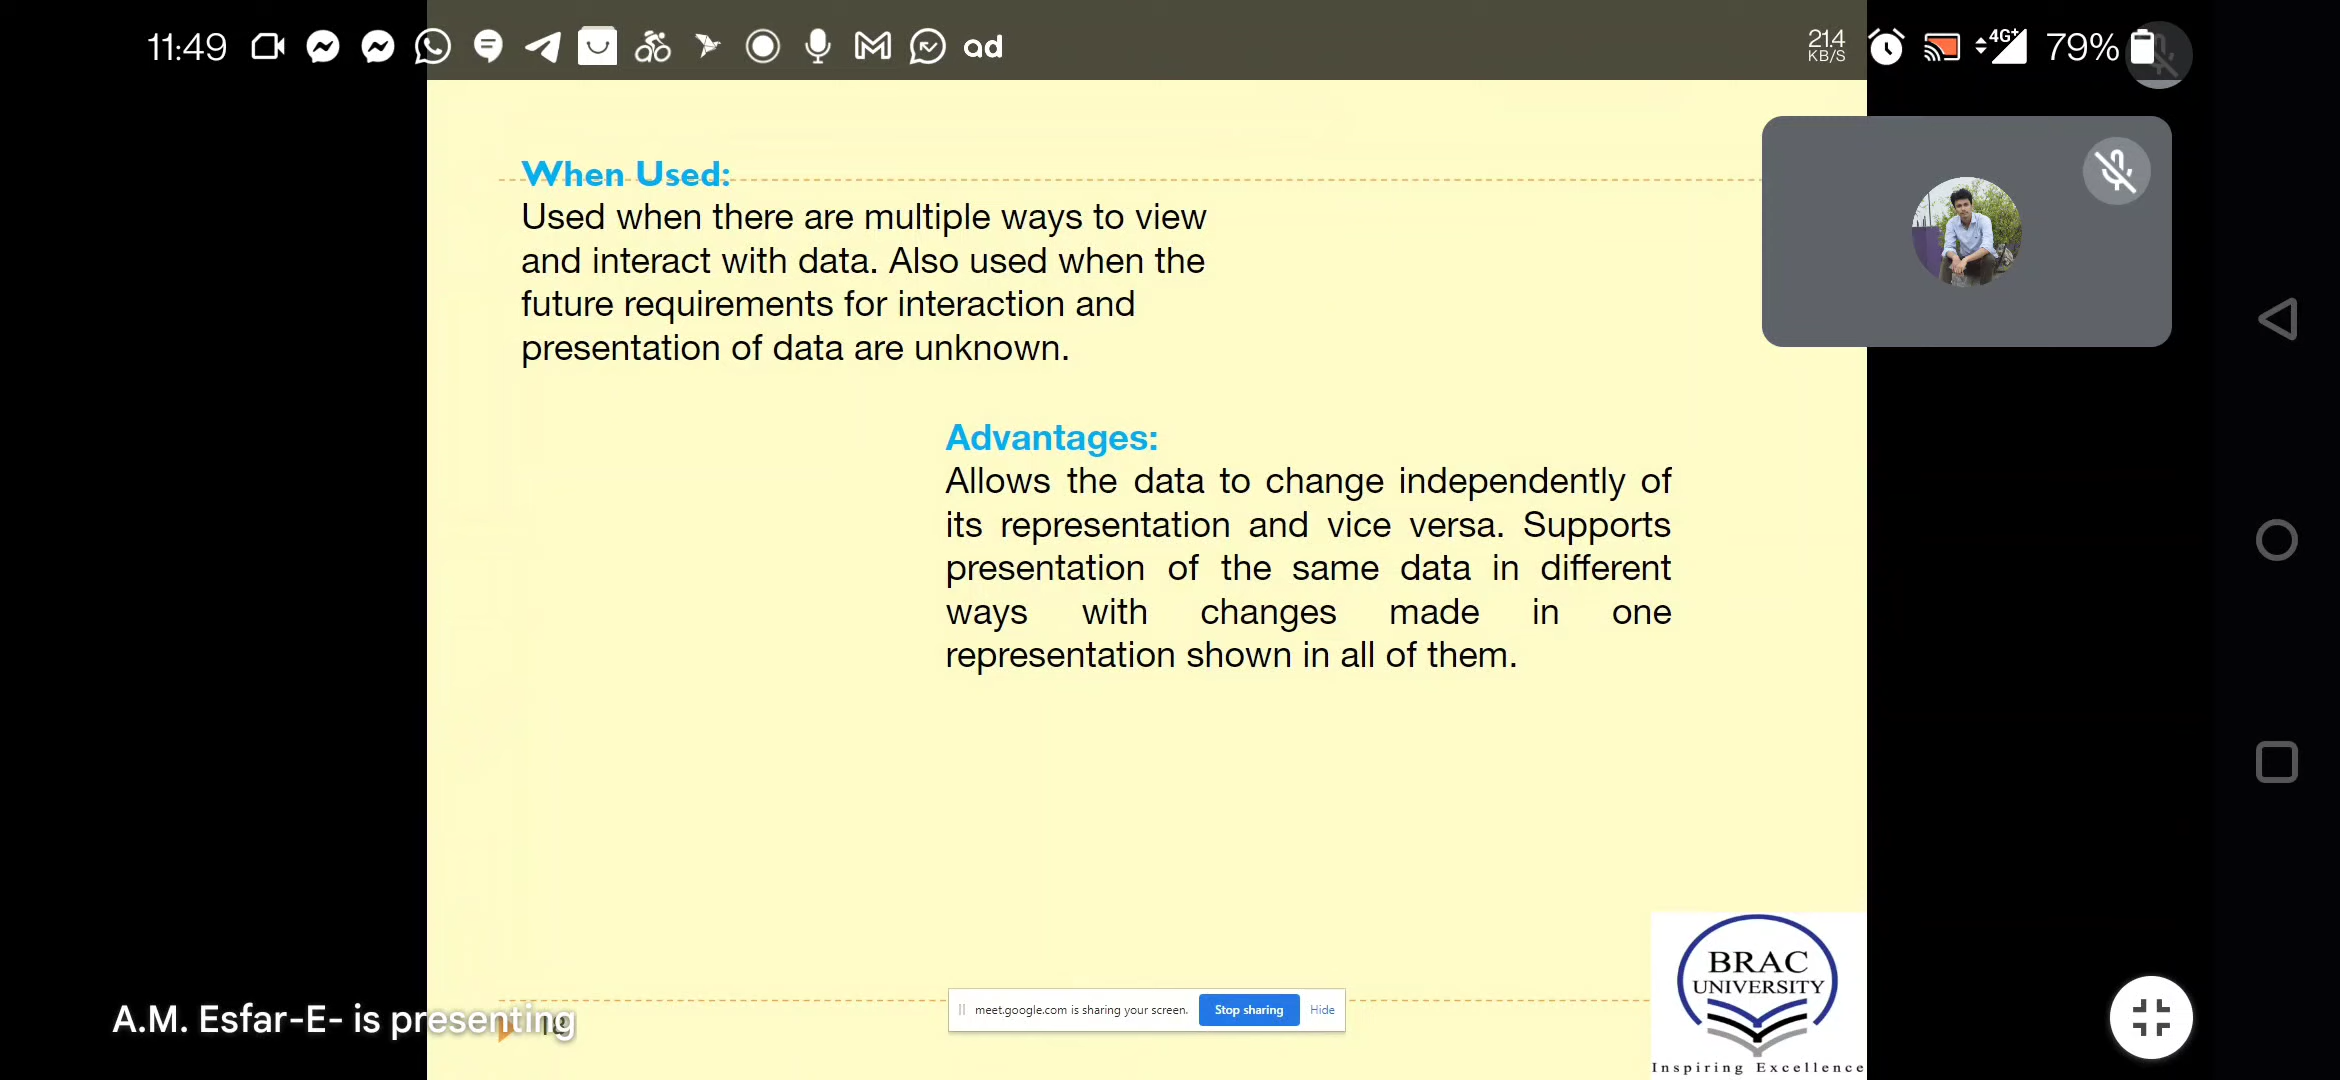 11:49
ad
21.4
KB/S
4G+
79%
When Used:
Used when there are multiple ways to view
and interact with data. Also used when the
future requirements for interaction and
presentation of data are unknown.
Advantages:
Allows the data to change independently of
its representation and vice versa. Supports
presentation of the same data in different
ways with changes made in one
representation shown in all of them.
BRAC
UNIVERSITY
Inspiring Excellence
meet.google.com is sharing your screen.
Stop sharing
Hide
A.M. Esfar-E- is presenting